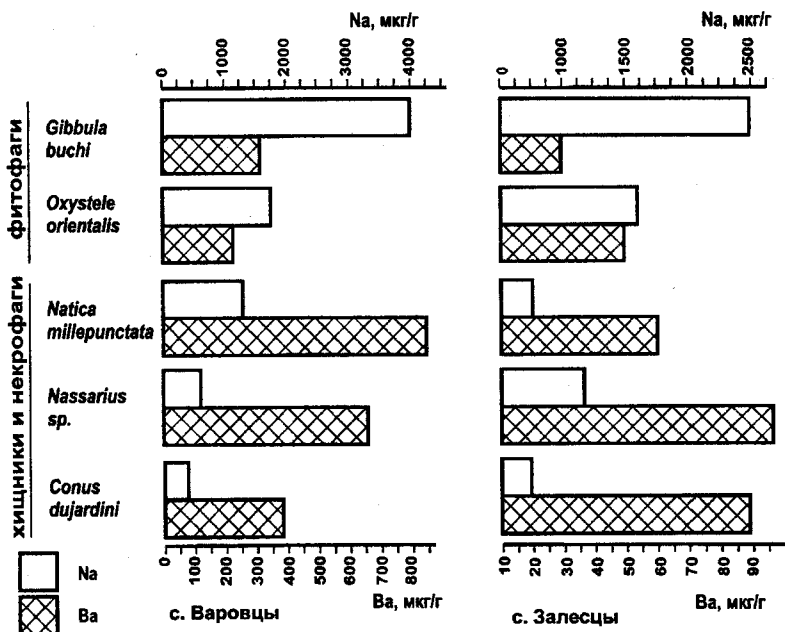 Na, мкг/г
Na, мкг/г
0 1000 2000 3000 4000
0 1000 1500 2000 2500
фитофаги
Gibbula
buchi
Oxystele
orientalis
хищники и некрофаги
Natica
millepunctata
Nassarius
sp.
Conus
dujardini
0 100 200 300 400 500 600 700 800
10 20 30 40 50 60 70 80 90
Na
Ba
Ba, мкг/г
Ba, мкг/г
с. Варовцы
с. Залесцы